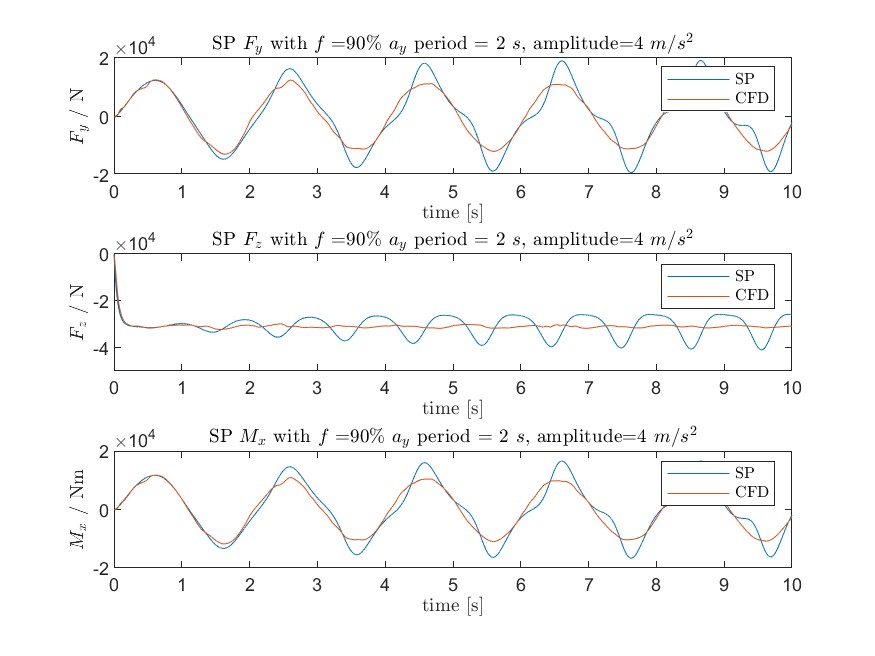 SP F_y with f =90% a_y period = 2 s, amplitude=4 m/s^2
×10^4
2
0
-2
F_y / N
SP
CFD
0 1 2 3 4 5 6 7 8 9 10
time [s]
SP F_z with f =90% a_y period = 2 s, amplitude=4 m/s^2
×10^4
0
-2
-4
F_z / N
SP
CFD
0 1 2 3 4 5 6 7 8 9 10
time [s]
SP M_x with f =90% a_y period = 2 s, amplitude=4 m/s^2
×10^4
2
0
-2
M_x / Nm
SP
CFD
0 1 2 3 4 5 6 7 8 9 10
time [s]